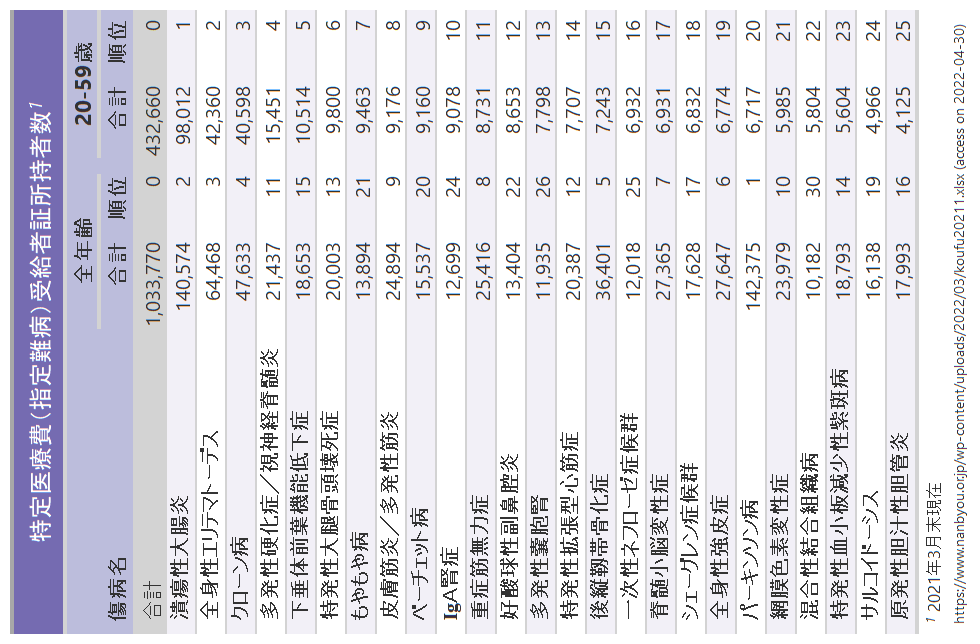 特定医療費(指定難病)受給者証所持者数1
全年齢 20-59歳
傷病名 合計 順位 合計 順位
合計 1,033,770 0 432,660 0
潰瘍性大腸炎 140,574 2 98,012 1
全身性エリテマトーデス 64,468 3 42,360 2
クローン病 47,633 4 40,598 3
多発性硬化症/視神経脊髄炎 21,437 11 15,451 4
下垂体前葉機能低下症 18,653 15 10,514 5
特発性大腿骨頭壊死症 20,003 13 9,800 6
もやもや病 13,894 21 9,463 7
皮膚筋炎/多発性筋炎 24,894 9 9,176 8
ベーチェット病 15,537 20 9,160 9
IgA腎症 12,699 24 9,078 10
重症筋無力症 25,416 8 8,731 11
好酸球性副鼻腔炎 13,404 22 8,653 12
多発性嚢胞腎 11,935 26 7,798 13
特発性拡張型心筋症 20,387 12 7,707 14
後縦靱帯骨化症 36,401 5 7,243 15
一次性ネフローゼ症候群 12,018 25 6,932 16
脊髄小脳変性症 27,365 7 6,931 17
シェーグレン症候群 17,628 17 6,832 18
全身性強皮症 27,647 6 6,774 19
パーキンソン病 142,375 1 6,717 20
網膜色素変性症 23,979 10 5,985 21
混合性結合組織病 10,182 30 5,804 22
特発性血小板減少性紫斑病 18,793 14 5,604 23
サルコイドーシス 16,138 19 4,966 24
原発性胆汁性胆管炎 17,993 16 4,125 25
1 2021年3月末現在
https://www.nanbyou.orjp/wp-content/uploads/2022/03/koufu20211.xlsx (access on 2022-04-30)